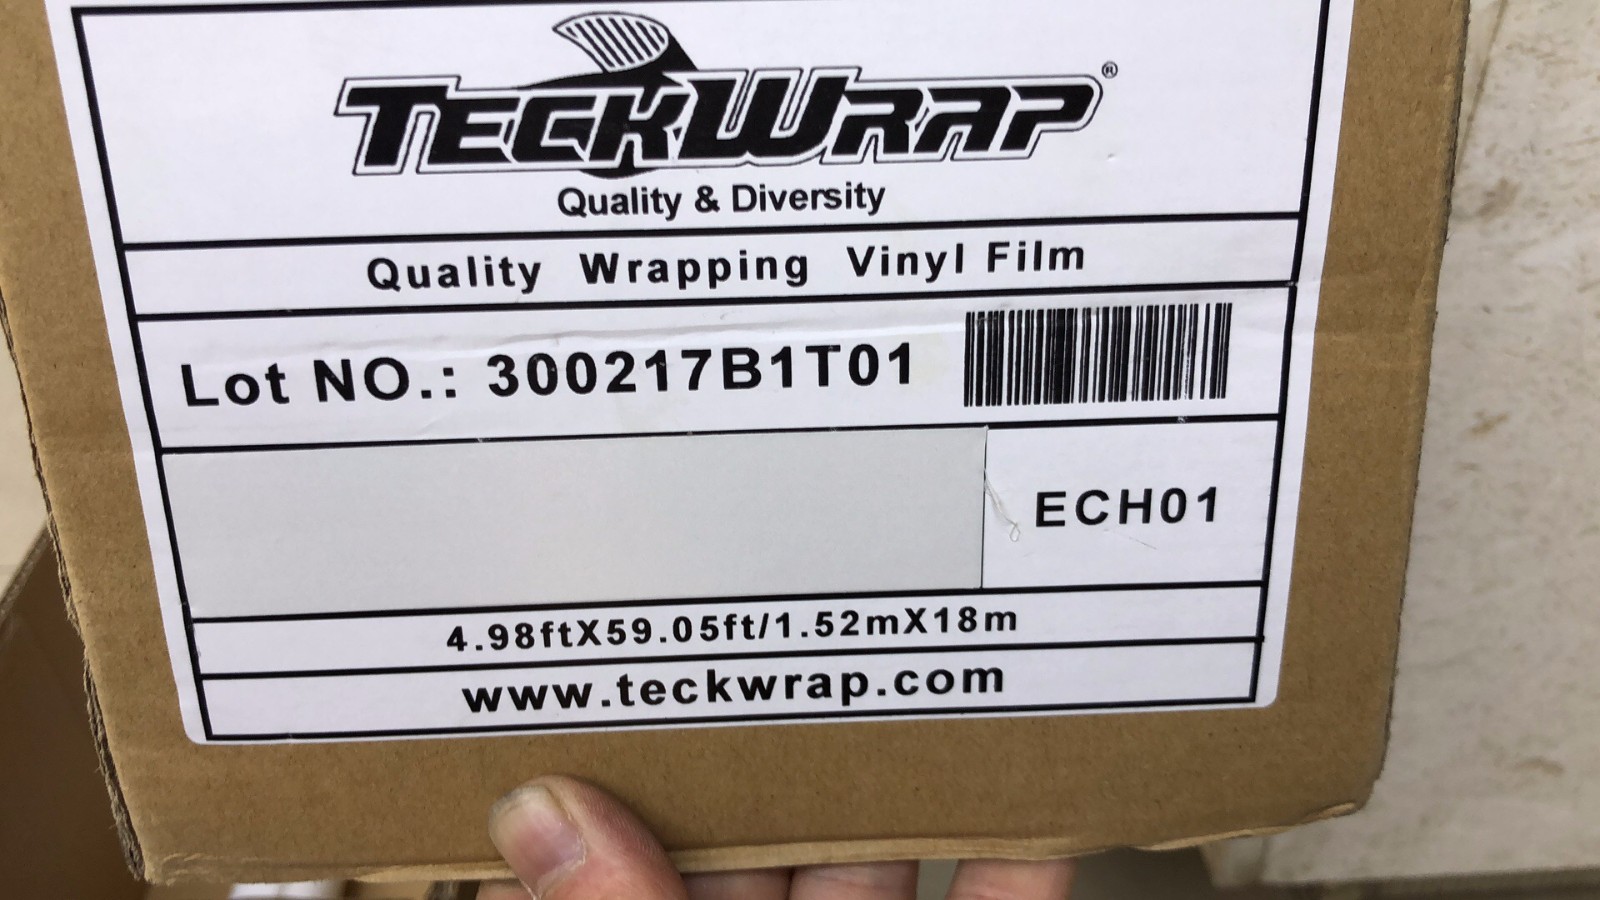 TECKWRAP®
Quality & Diversity
Quality Wrapping Vinyl Film
Lot NO.: 300217B1T01
ECH01
4.98ftX59.05ft/1.52mX18m
www.teckwrap.com